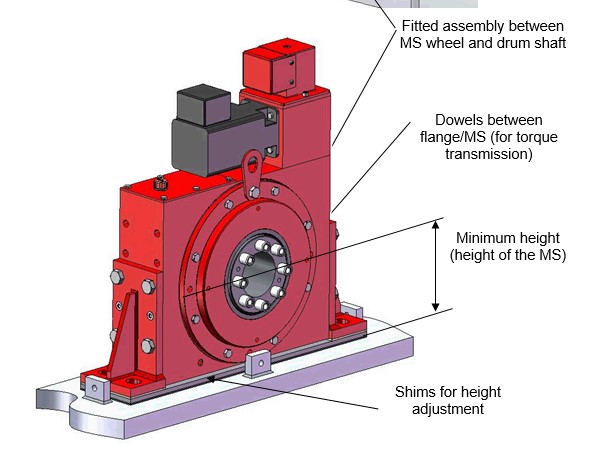 Fitted assembly between
MS wheel and drum shaft
Dowels between
flange/MS (for torque
transmission)
Minimum height
(height of the MS)
Shims for height
adjustment